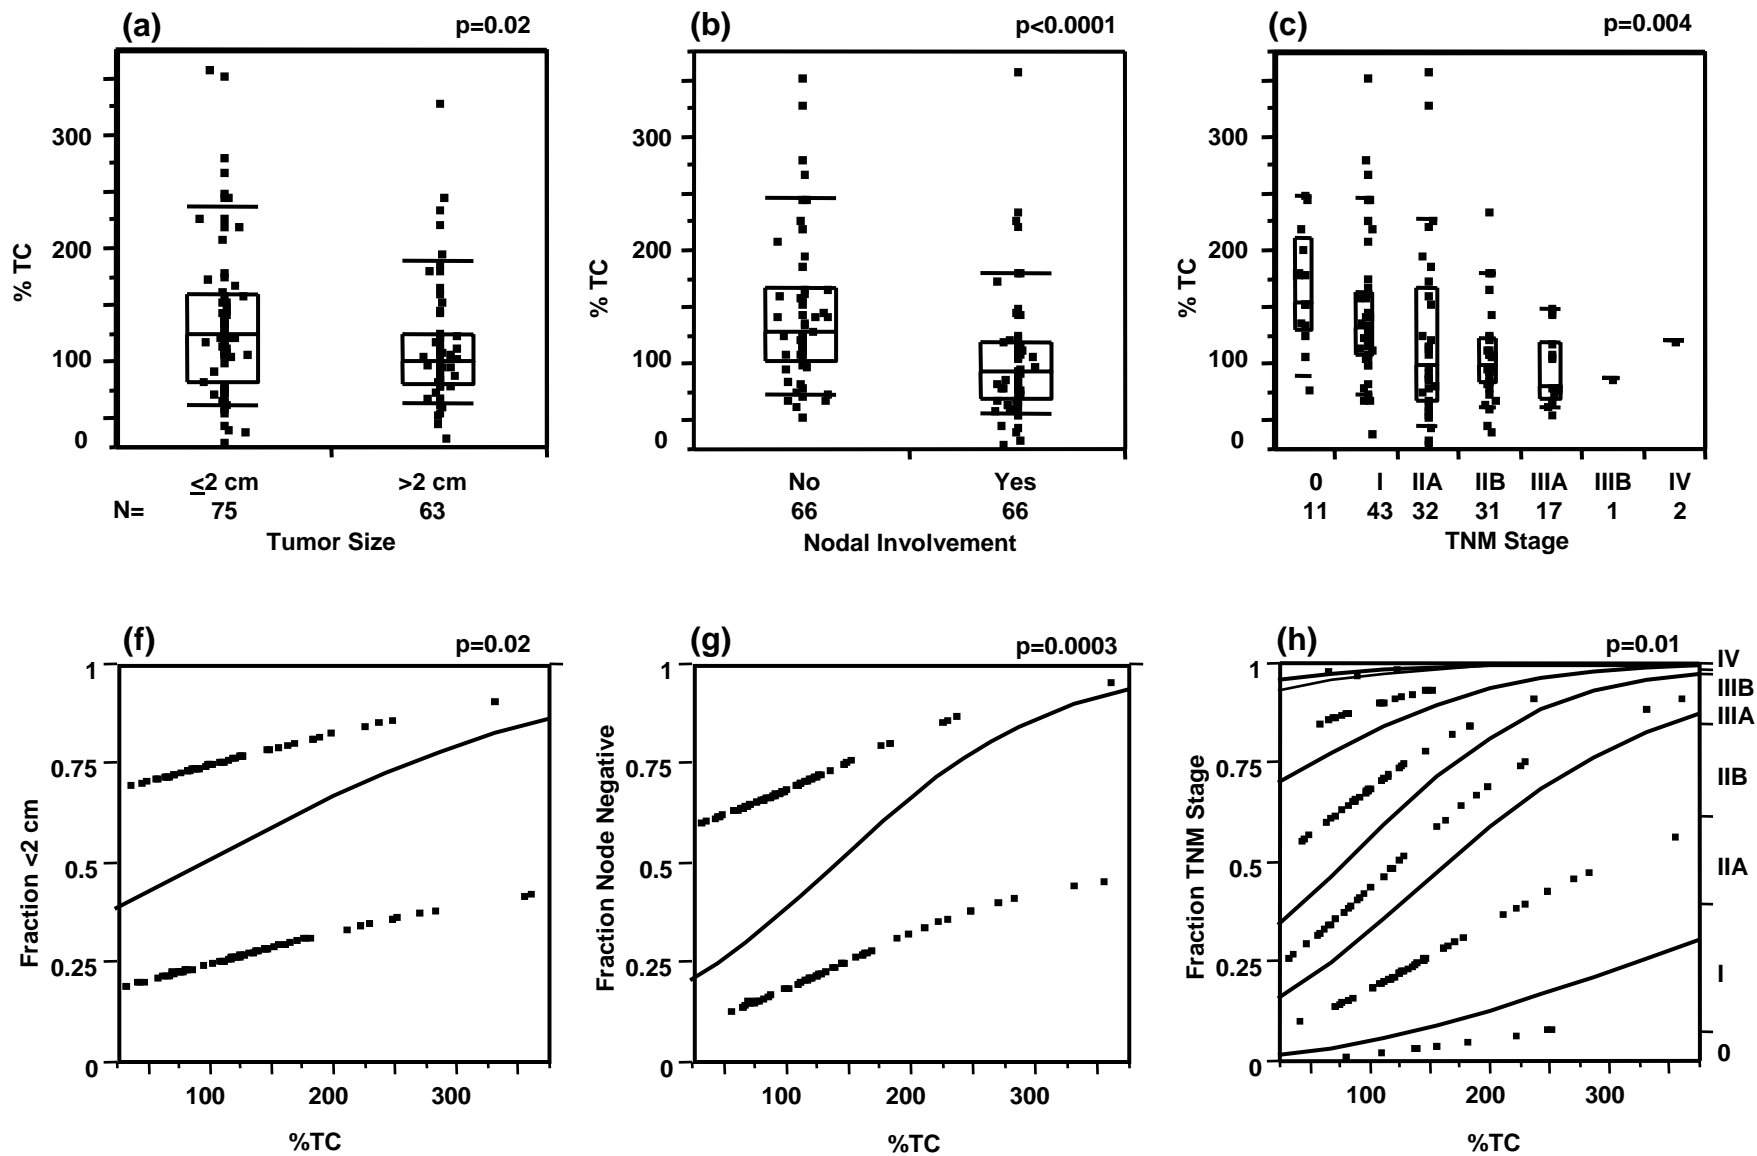 (a) p=0.02
(b) p<0.0001
(c) p=0.004
% TC
300
200
100
0
≤2 cm >2 cm
N= 75 63
Tumor Size
% TC
300
200
100
0
No Yes
66 66
Nodal Involvement
% TC
300
200
100
0
0 I IIA IIB IIIA IIIB IV
11 43 32 31 17 1 2
TNM Stage
(f) p=0.02
Fraction <2 cm
1
0.75
0.5
0.25
0
100 200 300
%TC
(g) p=0.0003
Fraction Node Negative
1
0.75
0.5
0.25
0
100 200 300
%TC
(h) p=0.01
Fraction TNM Stage
1
0.75
0.5
0.25
0
IV
IIIB
IIIA
IIB
IIA
I
0
100 200 300
%TC